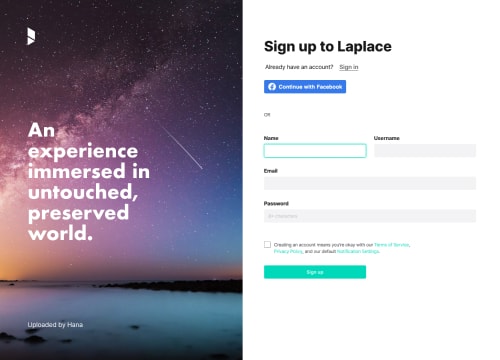 An
experience
immersed in
untouched,
preserved
world.
Uploaded by Hana
Sign up to Laplace
Already have an account? Sign in
Continue with Facebook
OR
Name Username
Email
Password
6+ characters
Creating an account means you're okay with our Terms of Service,
Privacy Policy, and our default Notification Settings.
Sign up